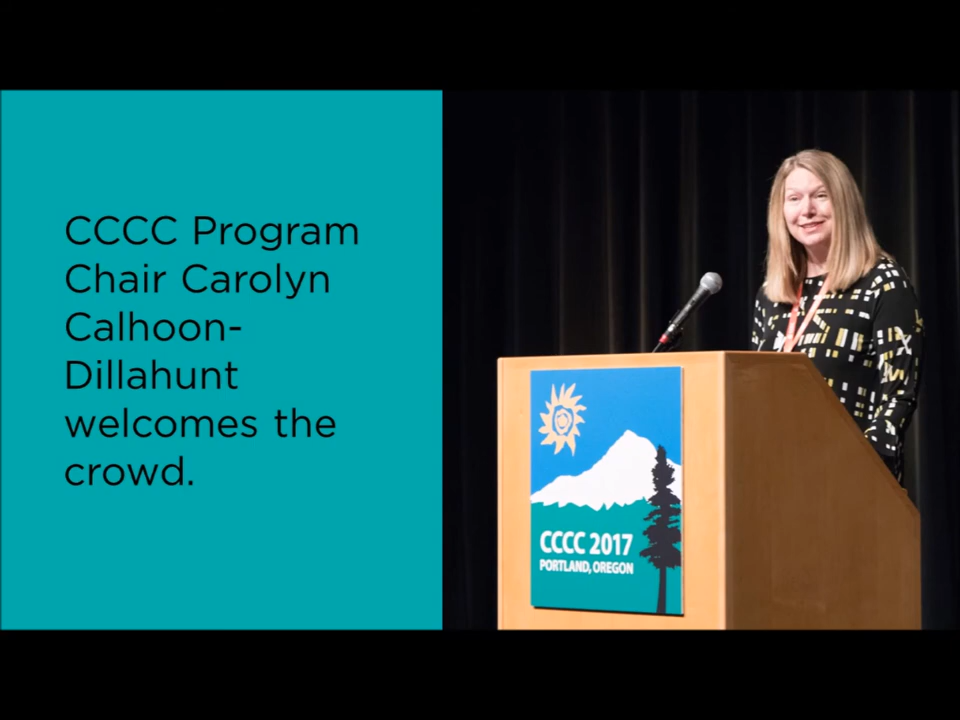 CCCC Program
Chair Carolyn
Calhoon-
Dillahunt
welcomes the
crowd.
CCCC 2017
PORTLAND, OREGON